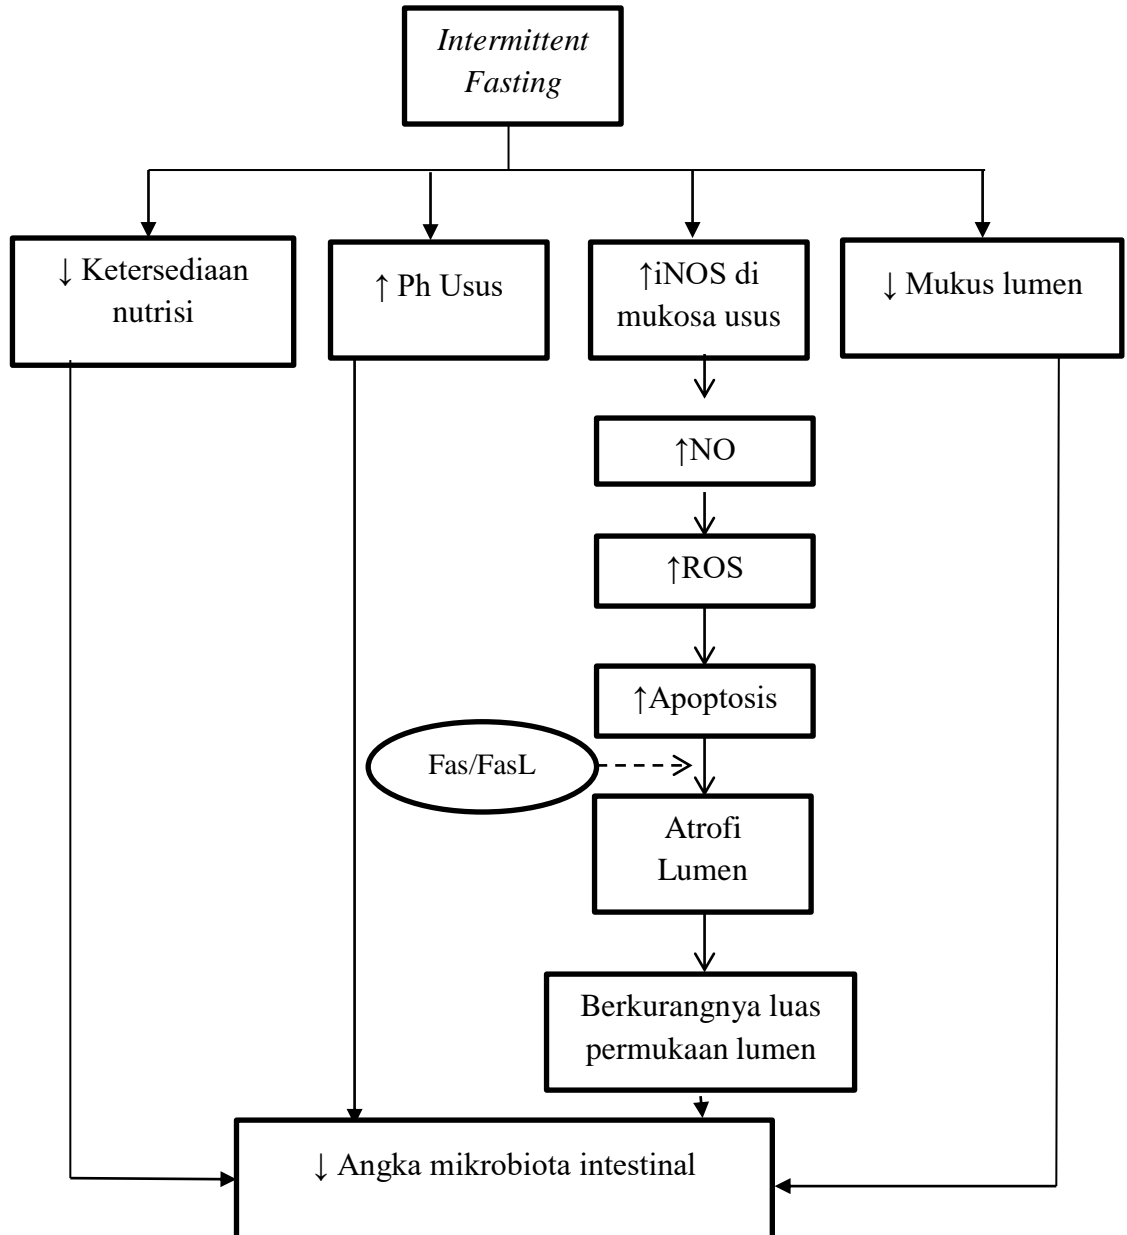 Intermittent
Fasting
↓ Ketersediaan
nutrisi
↑ Ph Usus
↑iNOS di
mukosa usus
↓ Mukus lumen
↑NO
↑ROS
↑Apoptosis
Fas/FasL
Atrofi
Lumen
Berkurangnya luas
permukaan lumen
↓ Angka mikrobiota intestinal